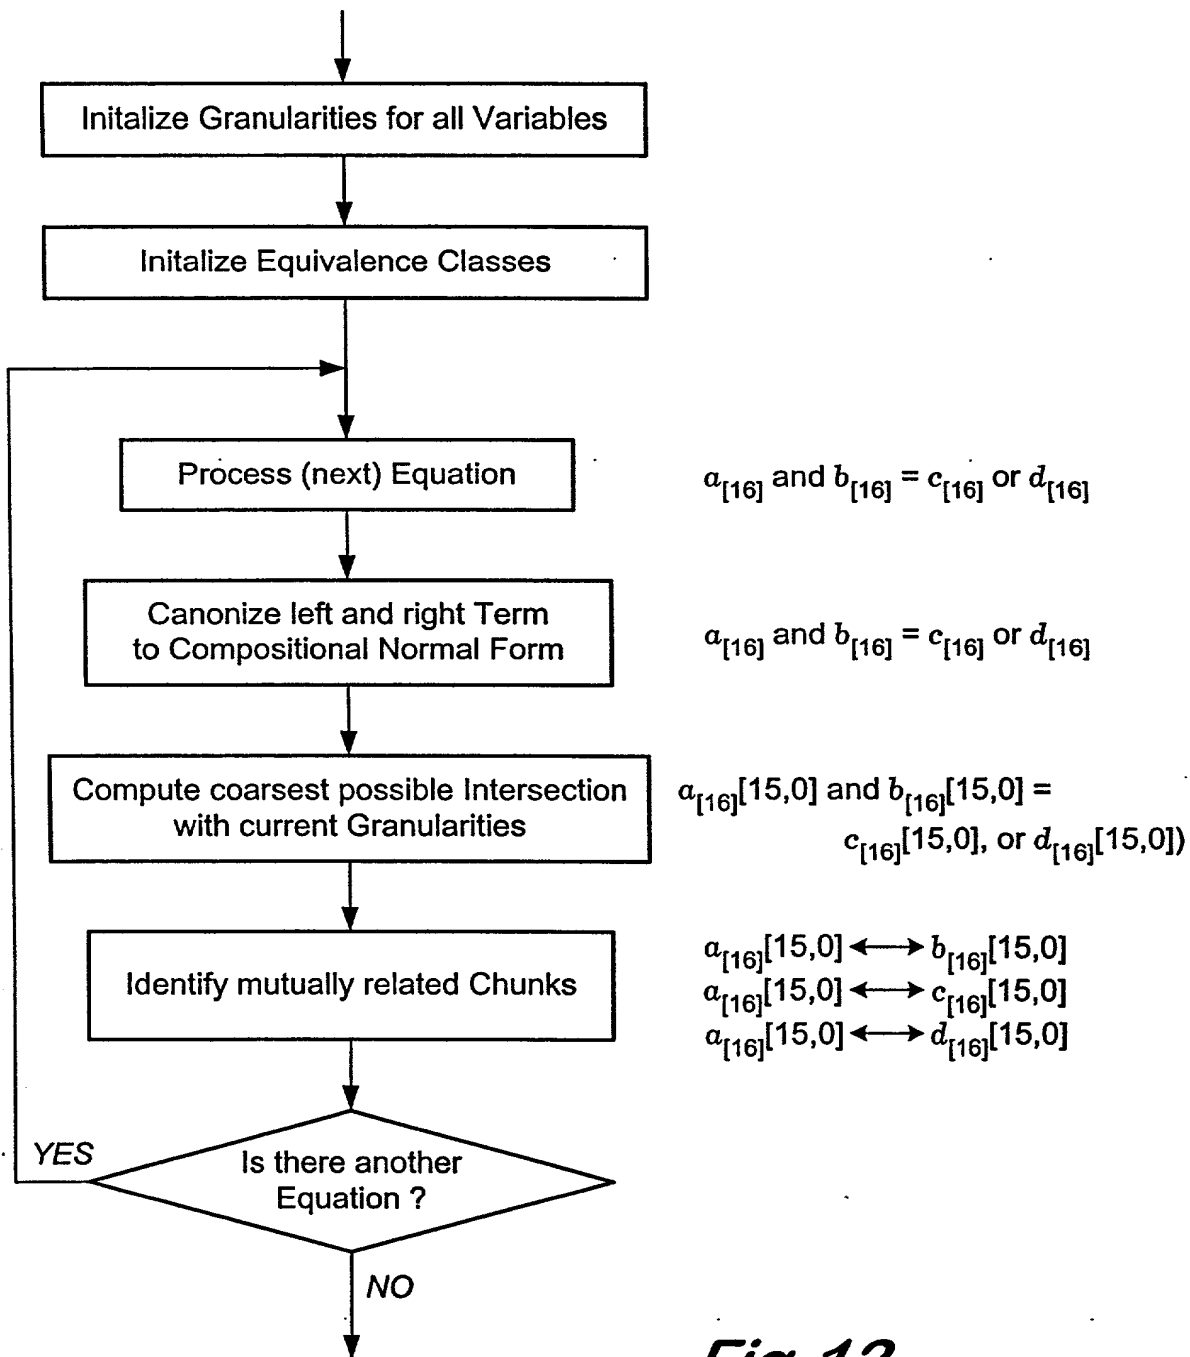 Initalize Granularities for all Variables
Initalize Equivalence Classes
Process (next) Equation
a[16] and b[16] = c[16] or d[16]
Canonize left and right Term
to Compositional Normal Form
a[16] and b[16] = c[16] or d[16]
Compute coarsest possible Intersection
with current Granularities
a[16][15,0] and b[16][15,0] =
c[16][15,0], or d[16][15,0])
Identify mutually related Chunks
a[16][15,0] ↔ b[16][15,0]
a[16][15,0] ↔ c[16][15,0]
a[16][15,0] ↔ d[16][15,0]
YES
Is there another
Equation ?
NO